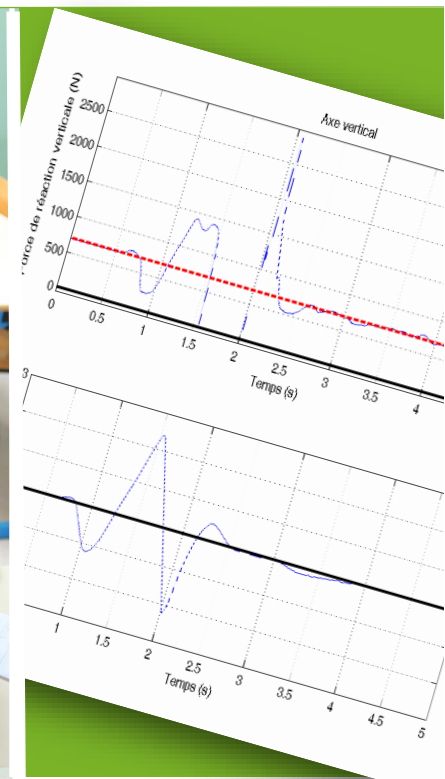 Axe vertical
Force de réaction verticale (N)
2500
2000
1500
1000
500
0
0 0.5 1 1.5 2 2.5 3 3.5 4
Temps (s)
3
1 1.5 2 2.5 3 3.5 4 4.5 5
Temps (s)